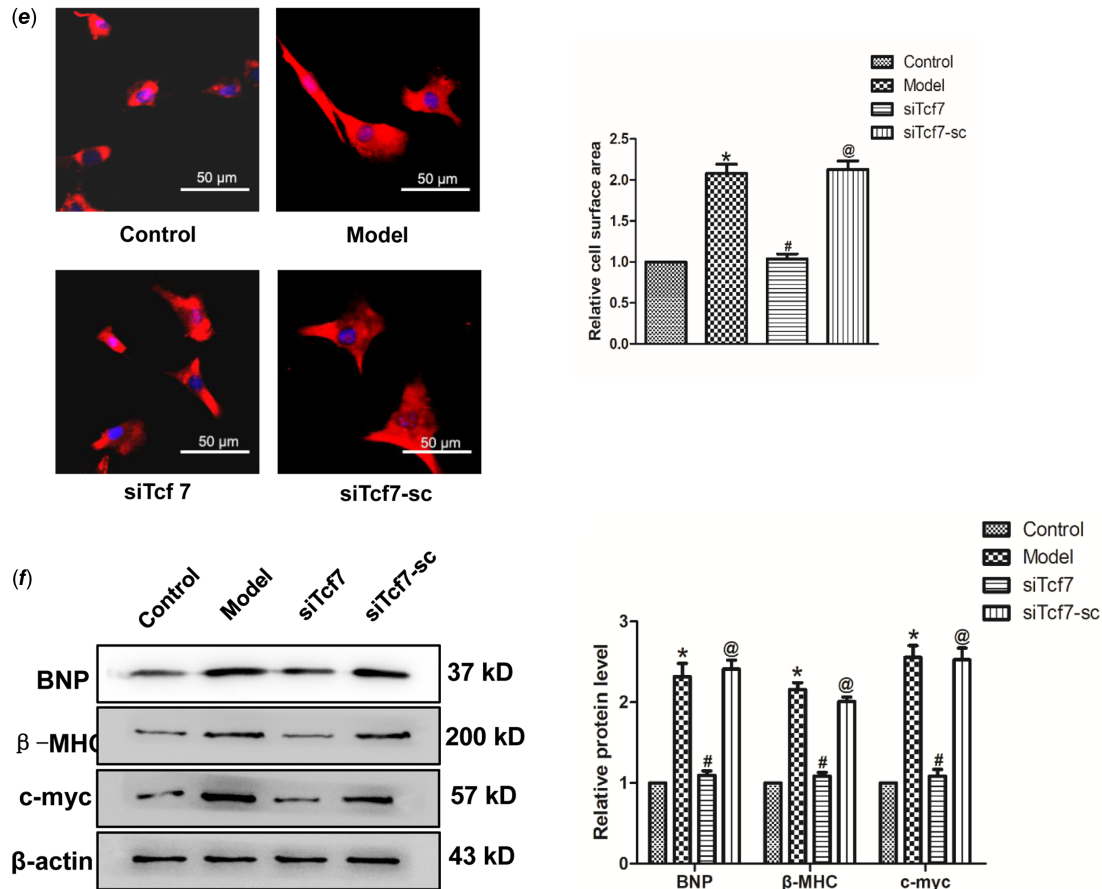 (e)
50 µm
50 µm
Control
Model
50 µm
50 µm
siTcf 7
siTcf7-sc
Control
Model
siTcf7
siTcf7-sc
Relative cell surface area
2.5
2.0
1.5
1.0
0.5
0.0
*
#
@
(f)
Control
Model
siTcf7
siTcf7-sc
BNP
37 kD
β-MHC
200 kD
c-myc
57 kD
β-actin
43 kD
Control
Model
siTcf7
siTcf7-sc
Relative protein level
3
2
1
0
*
#
@
*
#
@
*
#
@
BNP
β-MHC
c-myc